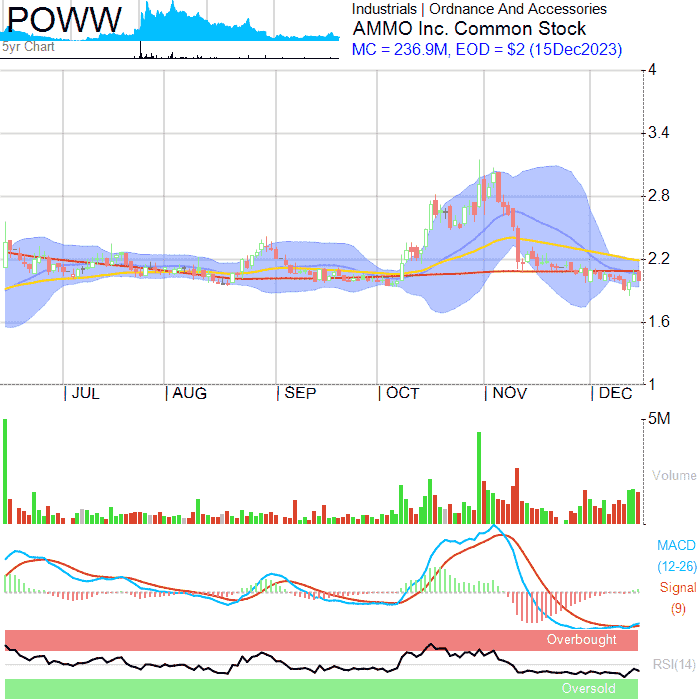 POWW
5yr Chart
Industrials | Ordnance And Accessories
AMMO Inc. Common Stock
MC = 236.9M, EOD = $2 (15Dec2023)
4
3.4
2.8
2.2
1.6
1
| JUL | AUG | SEP | OCT | NOV | DEC
5M
Volume
MACD
(12-26)
Signal
(9)
Overbought
RSI(14)
Oversold